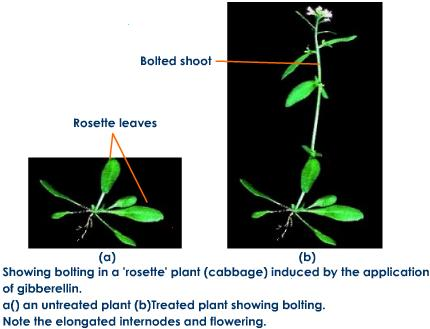 Bolted shoot
Rosette leaves
(a)
(b)
Showing bolting in a 'rosette' plant (cabbage) induced by the application
of gibberellin.
a() an untreated plant (b)Treated plant showing bolting.
Note the elongated internodes and flowering.